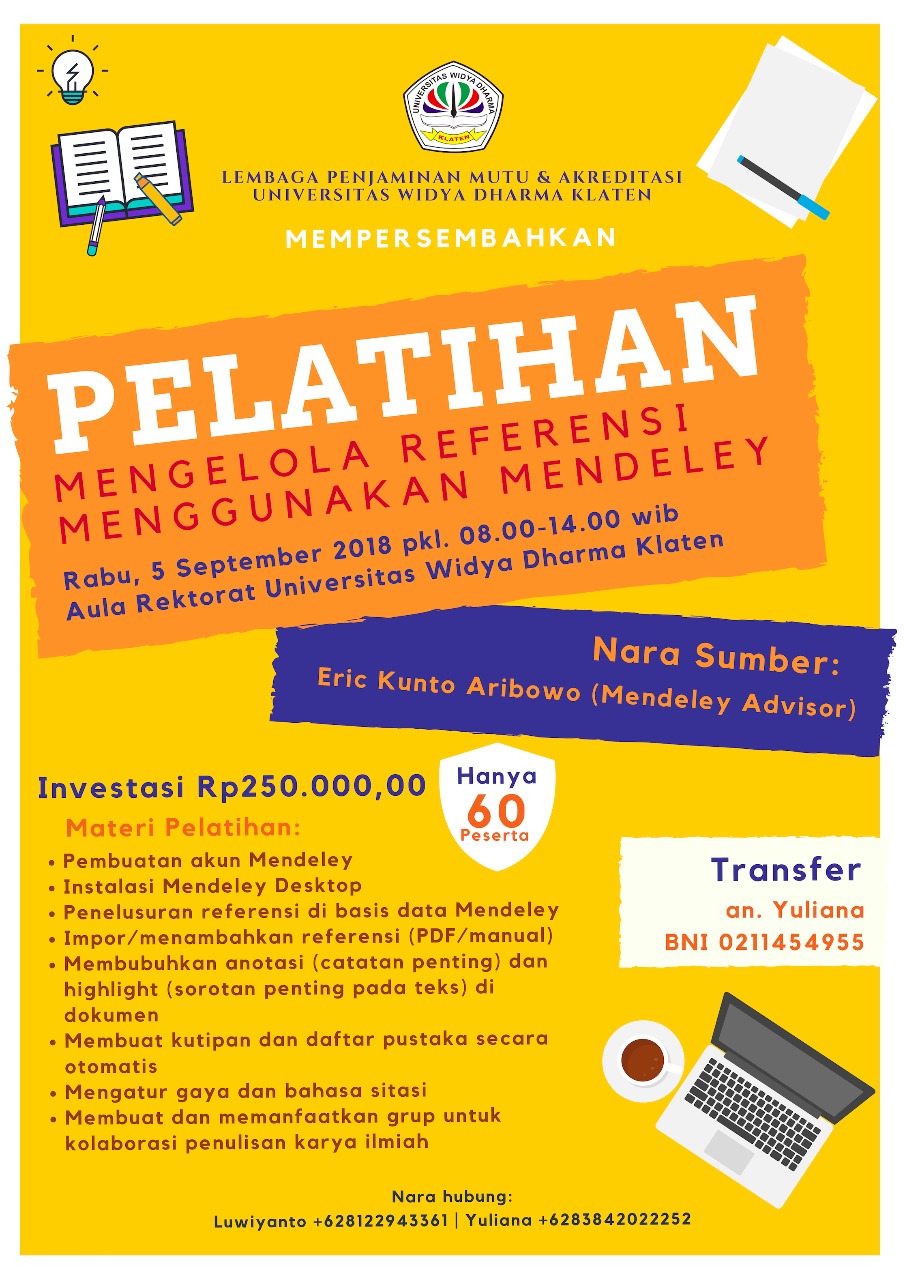 UNIVERSITAS WIDYA DHARMA
KLATEN
LEMBAGA PENJAMINAN MUTU & AKREDITASI
UNIVERSITAS WIDYA DHARMA KLATEN
MEMPERSEMBAHKAN
PELATIHAN
MENGELOLA REFERENSI
MENGGUNAKAN MENDELEY
Rabu, 5 September 2018 pkl. 08.00-14.00 wib
Aula Rektorat Universitas Widya Dharma Klaten
Nara Sumber:
Eric Kunto Aribowo (Mendeley Advisor)
Investasi Rp250.000,00
Hanya
60
Peserta
Materi Pelatihan:
• Pembuatan akun Mendeley
• Instalasi Mendeley Desktop
• Penelusuran referensi di basis data Mendeley
• Impor/menambahkan referensi (PDF/manual)
• Membubuhkan anotasi (catatan penting) dan
highlight (sorotan penting pada teks) di
dokumen
• Membuat kutipan dan daftar pustaka secara
otomatis
• Mengatur gaya dan bahasa sitasi
• Membuat dan memanfaatkan grup untuk
kolaborasi penulisan karya ilmiah
Transfer
an. Yuliana
BNI 0211454955
Nara hubung:
Luwiyanto +628122943361 | Yuliana +6283842022252